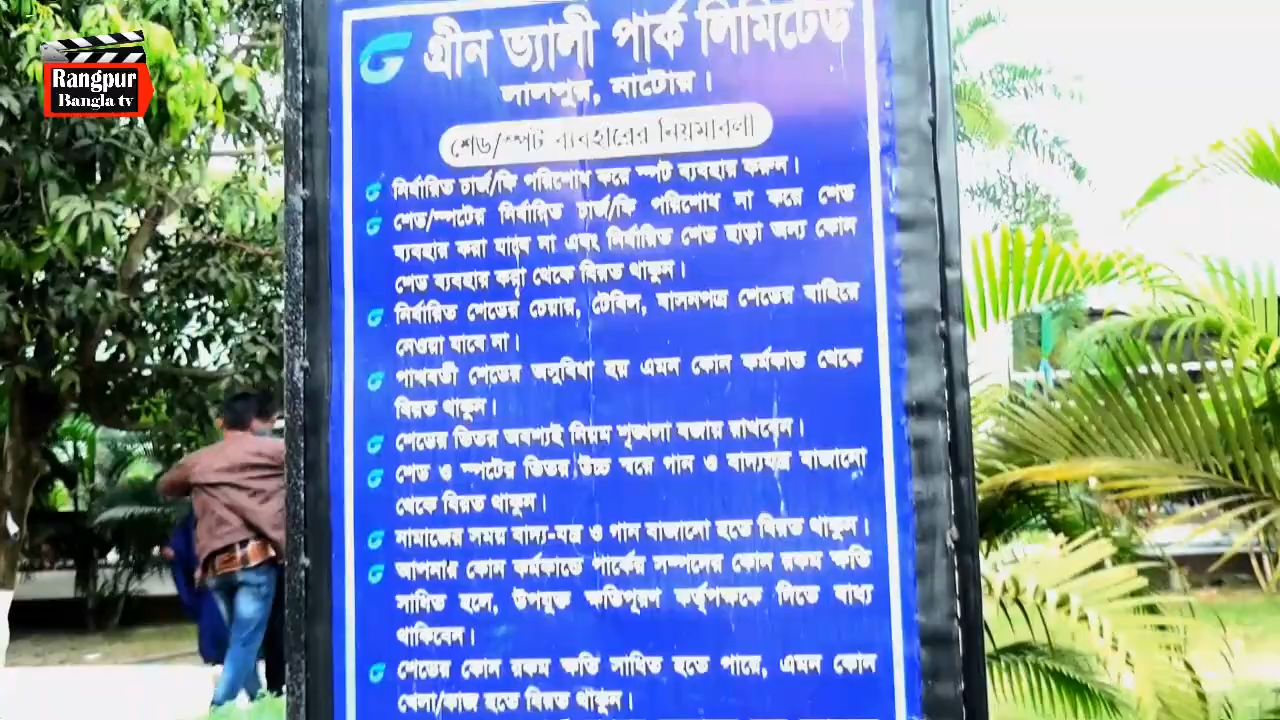 Rangpur
Bangla tv
গ্রীন ভ্যালী পার্ক লিমিটেড
লালপুর, নাটোর।
শেড/স্পট ব্যবহারের নিয়মাবলী
নির্ধারিত চার্জ/ফি পরিশোধ করে স্পট ব্যবহার করুন।
শেড/স্পটের নির্ধারিত চার্জ/ফি পরিশোধ না করে শেড
ব্যবহার করা যাবে না এবং নির্ধারিত শেড ছাড়া অন্য কোন
শেড ব্যবহার করা থেকে বিরত থাকুন।
নির্ধারিত শেডের চেয়ার, টেবিল, বাসনপত্র শেডের বাহিরে
নেওয়া যাবে না।
পার্শ্ববর্তী শেডের অসুবিধা হয় এমন কোন কর্মকান্ড থেকে
বিরত থাকুন।
শেডের ভিতর অবশ্যই নিয়ম শৃঙ্খলা বজায় রাখবেন।
শেড ও স্পটের ভিতর উচ্চ স্বরে গান ও বাদ্যযন্ত্র বাজানো
থেকে বিরত থাকুন।
নামাজের সময় বাদ্য-যন্ত্র ও গান বাজানো হতে বিরত থাকুন।
আপনার কোন কর্মকান্ডে পার্কের সম্পদের কোন রকম ক্ষতি
সাধিত হলে, উপযুক্ত ক্ষতিপূরণ কর্তৃপক্ষকে দিতে বাধ্য
থাকিবেন।
শেডের কোন রকম ক্ষতি সাধিত হতে পারে, এমন কোন
খেলা/কাজ হতে বিরত থাকুন।